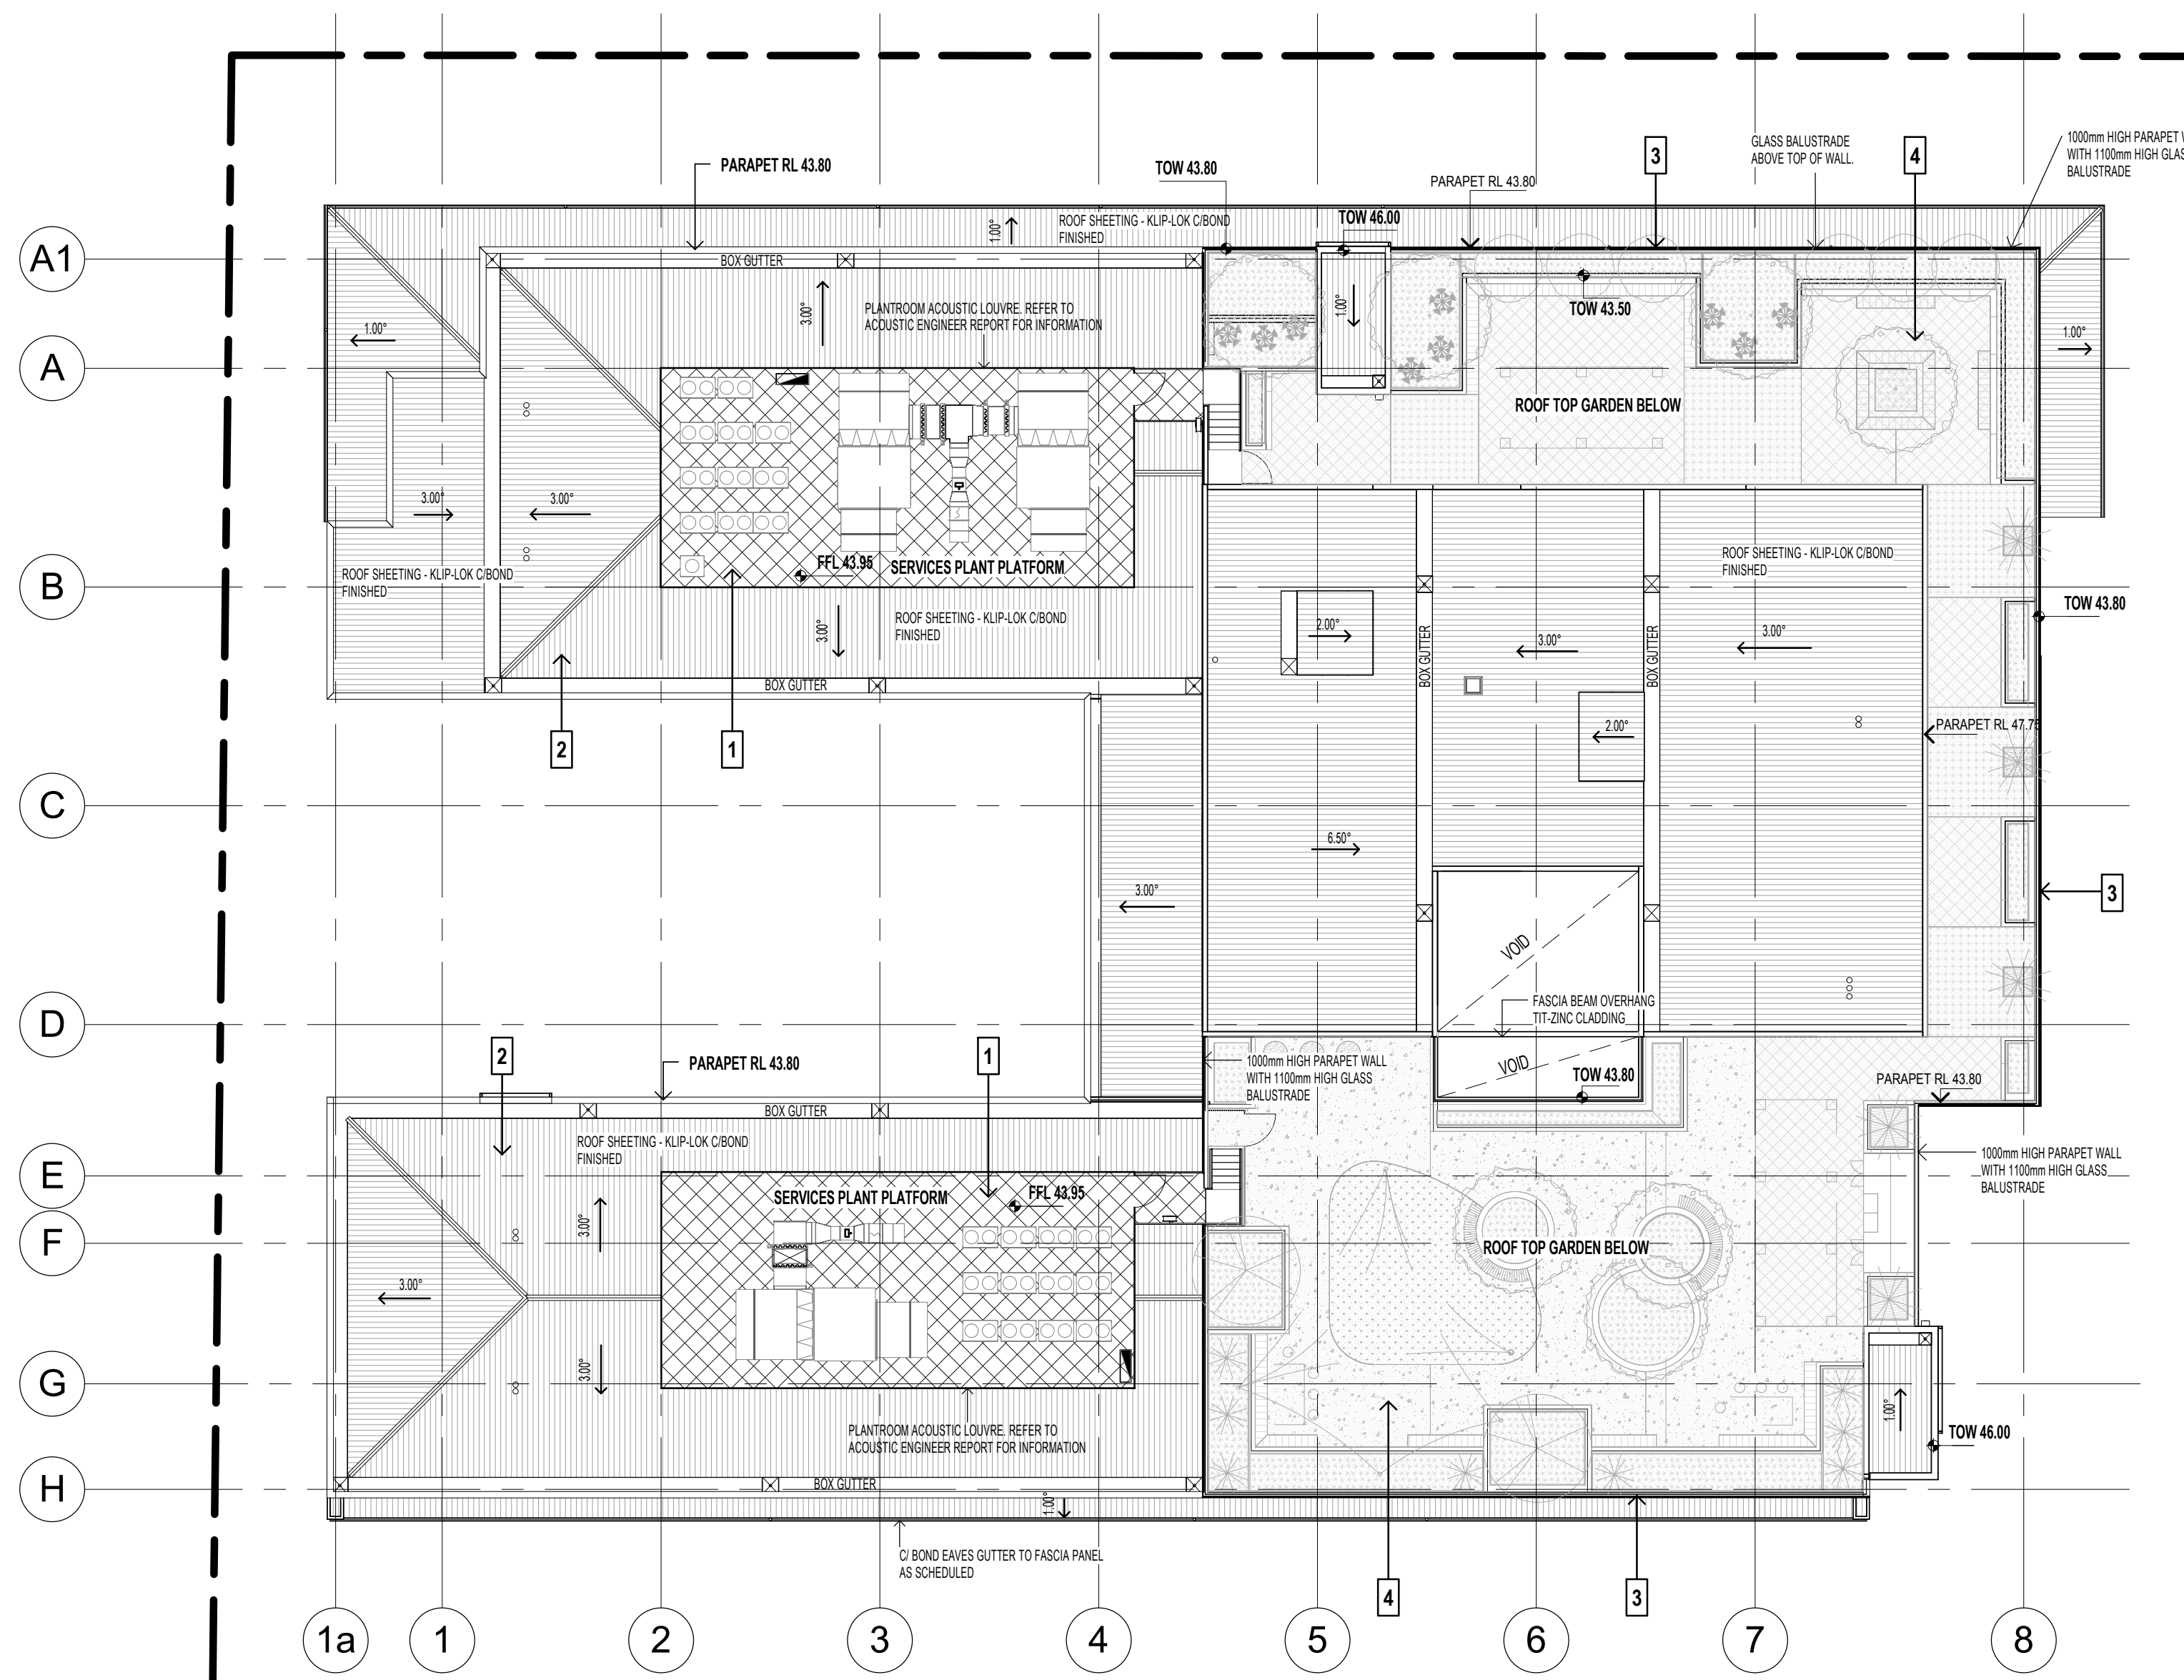 1000mm HIGH PARAPET
WITH 1100mm HIGH
BALUSTRADE
GLASS BALUSTRADE
ABOVE TOP OF WALL.
3
4
PARAPET RL 43.80
TOW 43.80
PARAPET RL 43.80
TOW 46.00
ROOF SHEETING - KLIP-LOK C/BOND
FINISHED
1.00°
A1
BOX GUTTER
3.00°
PLANTROOM ACOUSTIC LOUVRE. REFER TO
ACOUSTIC ENGINEER REPORT FOR INFORMATION
1.00°
TOW 43.50
1.00°
1.00°
A
ROOF TOP GARDEN BELOW
3.00°
3.00°
B
ROOF SHEETING - KLIP-LOK C/BOND
FINISHED
FFL 43.95
SERVICES PLANT PLATFORM
ROOF SHEETING - KLIP-LOK C/BOND
FINISHED
ROOF SHEETING - KLIP-LOK C/BOND
FINISHED
TOW 43.80
3.00°
2.00°
BOX GUTTER
3.00°
BOX GUTTER
3.00°
BOX GUTTER
2
1
2.00°
PARAPET RL 47.75
C
6.50°
3.00°
3
VOID
FASCIA BEAM OVERHANG
TIT-ZINC CLADDING
D
2
PARAPET RL 43.80
1
1000mm HIGH PARAPET WALL
WITH 1100mm HIGH GLASS
BALUSTRADE
VOID
TOW 43.80
PARAPET RL 43.80
BOX GUTTER
ROOF SHEETING - KLIP-LOK C/BOND
FINISHED
1000mm HIGH PARAPET WALL
WITH 1100mm HIGH GLASS
BALUSTRADE
E
SERVICES PLANT PLATFORM
FFL 43.95
F
3.00°
ROOF TOP GARDEN BELOW
3.00°
3.00°
G
1.00°
PLANTROOM ACOUSTIC LOUVRE. REFER TO
ACOUSTIC ENGINEER REPORT FOR INFORMATION
TOW 46.00
H
BOX GUTTER
1.00°
C/ BOND EAVES GUTTER TO FASCIA PANEL
AS SCHEDULED
4
3
1a
1
2
3
4
5
6
7
8